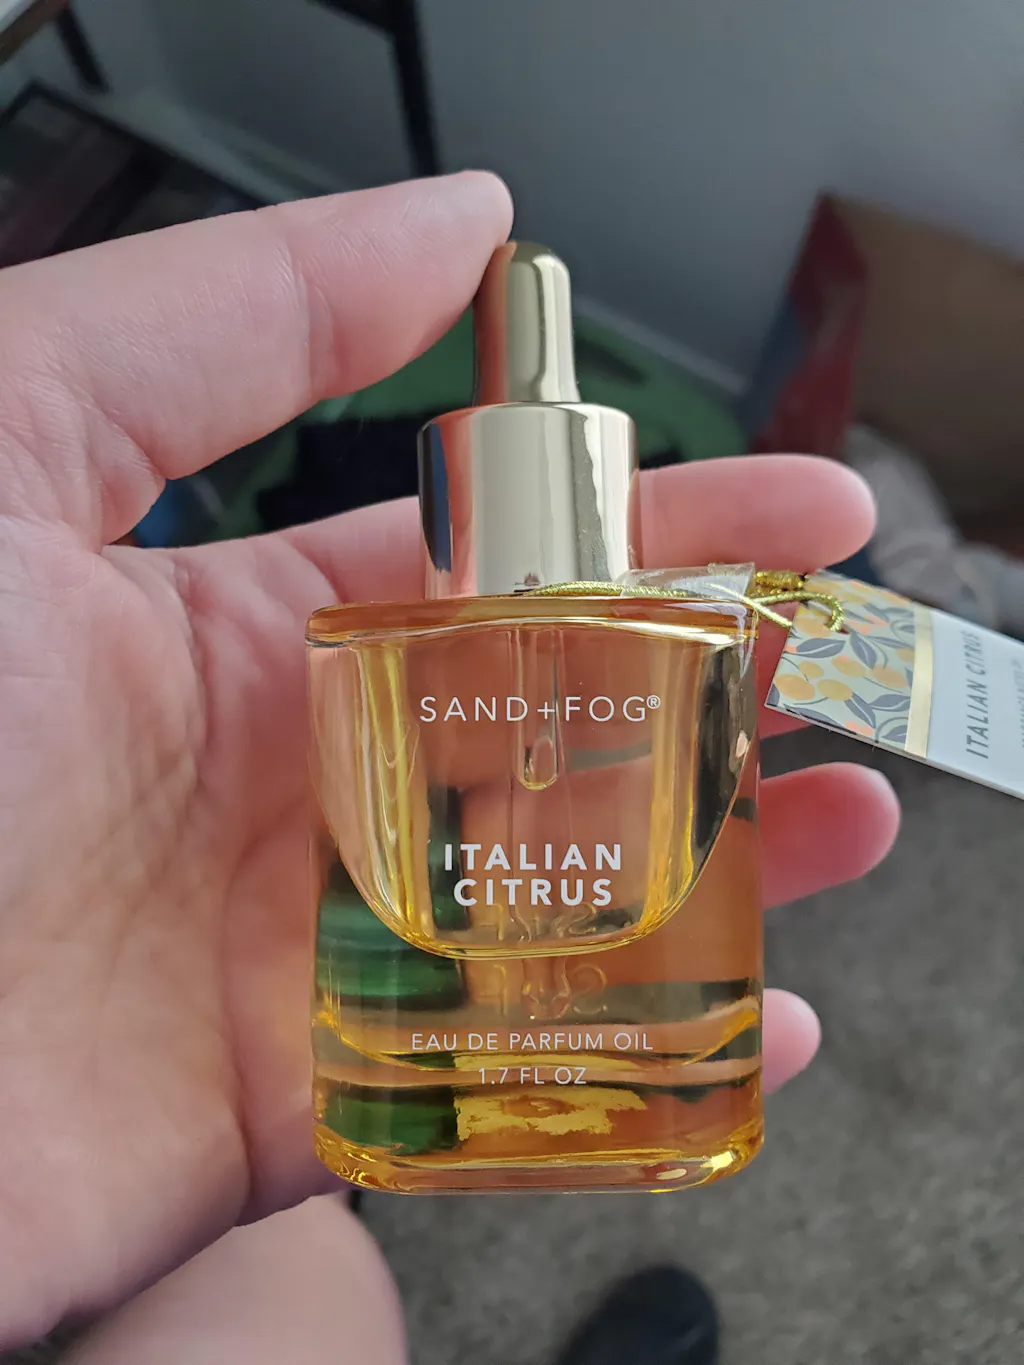 SAND+FOG®
ITALIAN
CITRUS
EAU DE PARFUM OIL
1.7 FL OZ
ITALIAN CITRUS